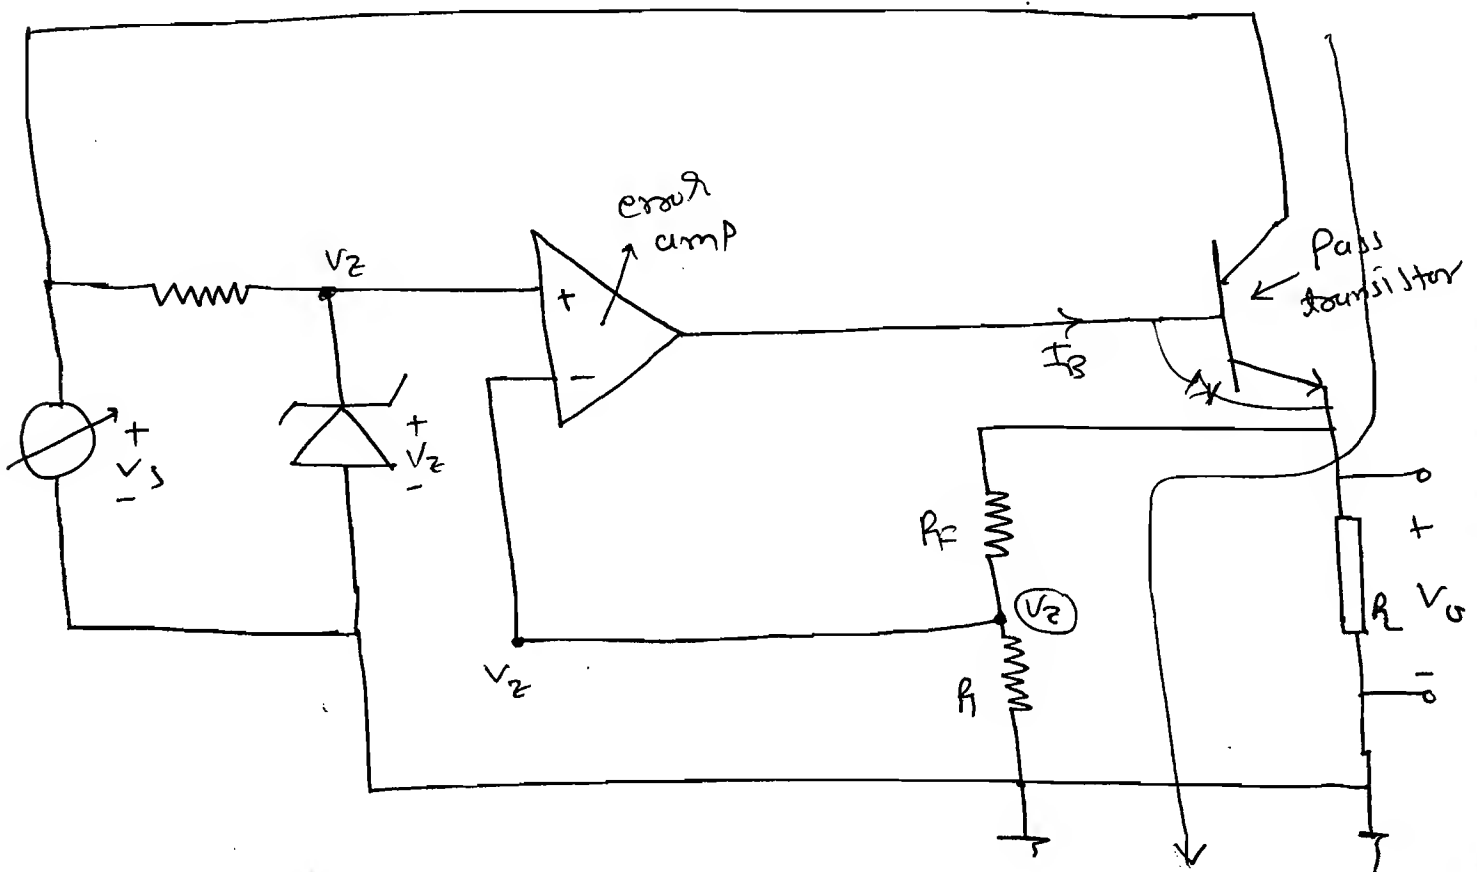 error
amp
Vz
Pass
transistor
+
IB
−
+
Vs
−
+
Vz
−
RF
Vz
+
Vo
−
RL
Vz
R1